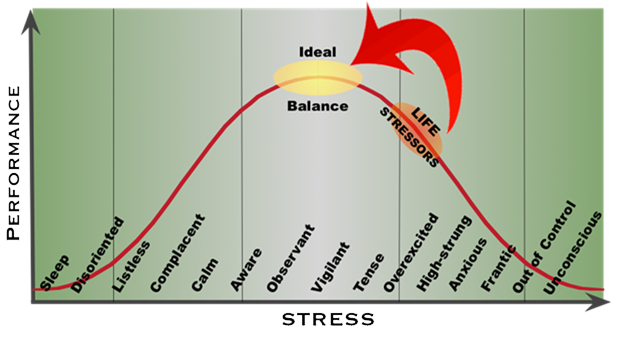 Ideal
Balance
LIFE
STRESSORS
PERFORMANCE
Sleep
Disoriented
Listless
Complacent
Calm
Aware
Observant
Vigilant
Tense
Overexcited
High-strung
Anxious
Frantic
Out of Control
Unconscious
STRESS